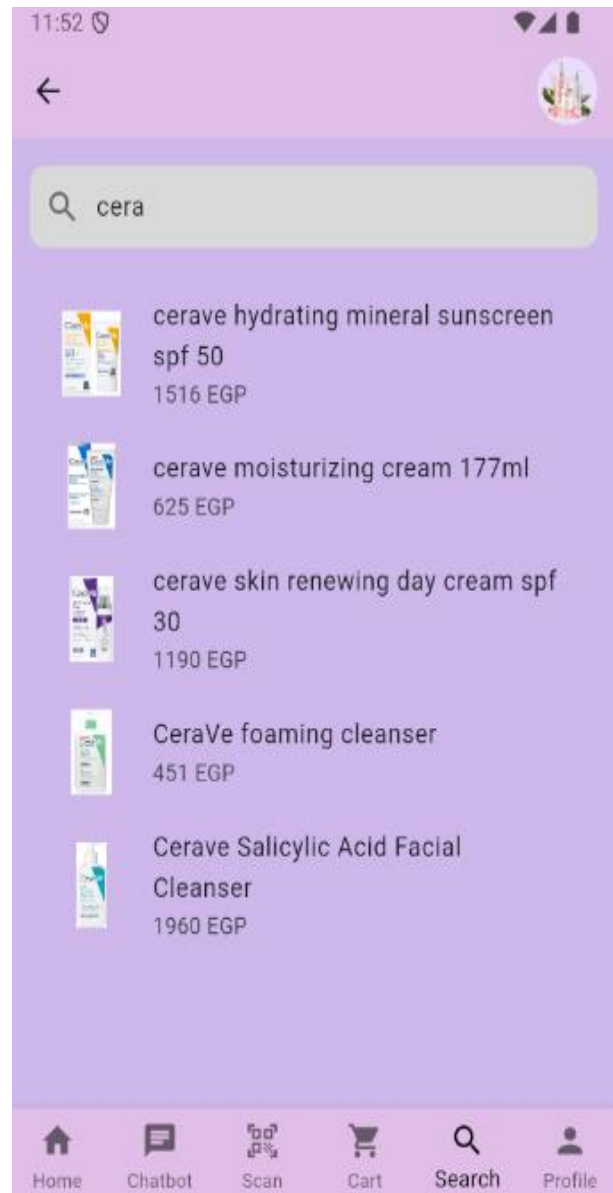 11:52
cera
cerave hydrating mineral sunscreen
spf 50
1516 EGP
cerave moisturizing cream 177ml
625 EGP
cerave skin renewing day cream spf
30
1190 EGP
CeraVe foaming cleanser
451 EGP
Cerave Salicylic Acid Facial
Cleanser
1960 EGP
Home Chatbot Scan Cart Search Profile